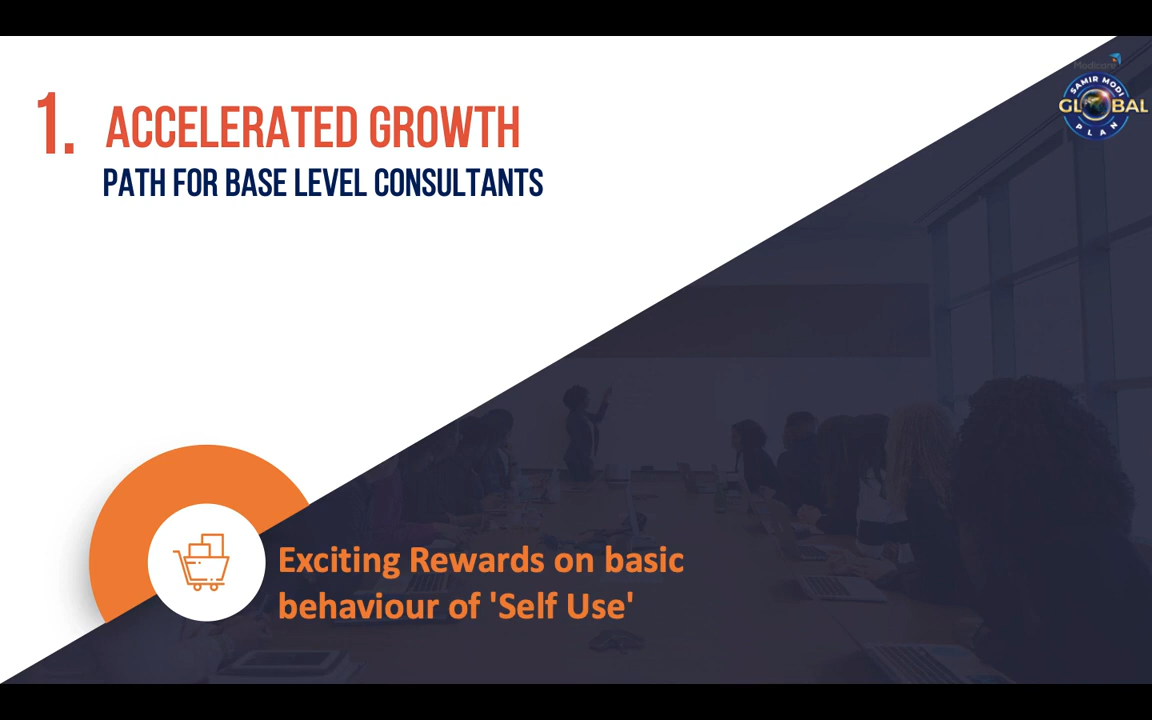 Modicare
SAMIR MODI
GLOBAL
PLAN
1. ACCELERATED GROWTH
PATH FOR BASE LEVEL CONSULTANTS
Exciting Rewards on basic
behaviour of 'Self Use'